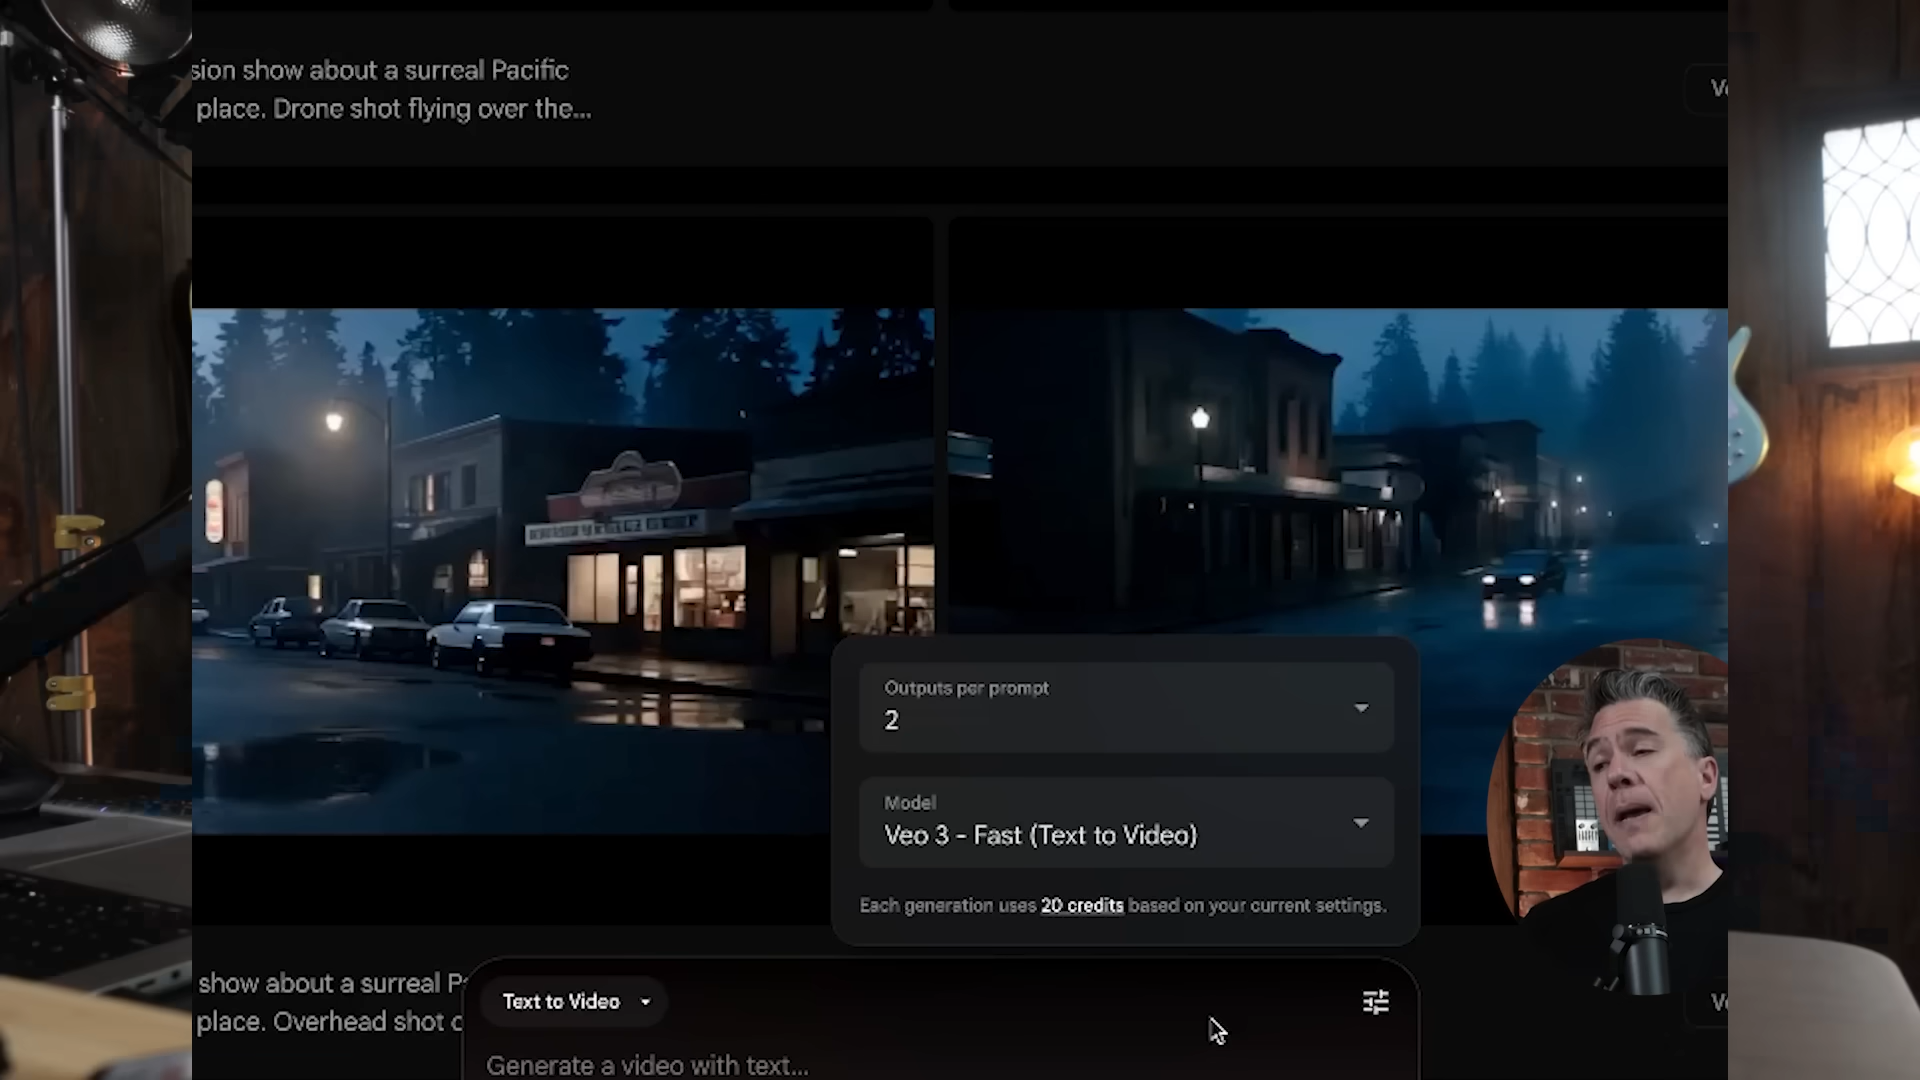 sion show about a surreal Pacific
place. Drone shot flying over the...
Outputs per prompt
2
Model
Veo 3 - Fast (Text to Video)
Each generation uses 20 credits based on your current settings.
show about a surreal
place. Overhead shot
Text to Video
Generate a video with text...